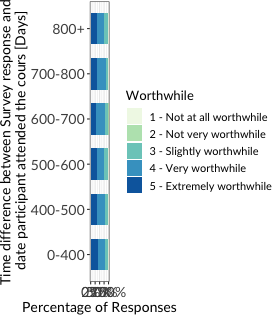 Time difference between Survey response and
date participant attended the cours [Days]
800+
700-800
600-700
500-600
400-500
0-400
Percentage of Responses
Worthwhile
1 - Not at all worthwhile
2 - Not very worthwhile
3 - Slightly worthwhile
4 - Very worthwhile
5 - Extremely worthwhile